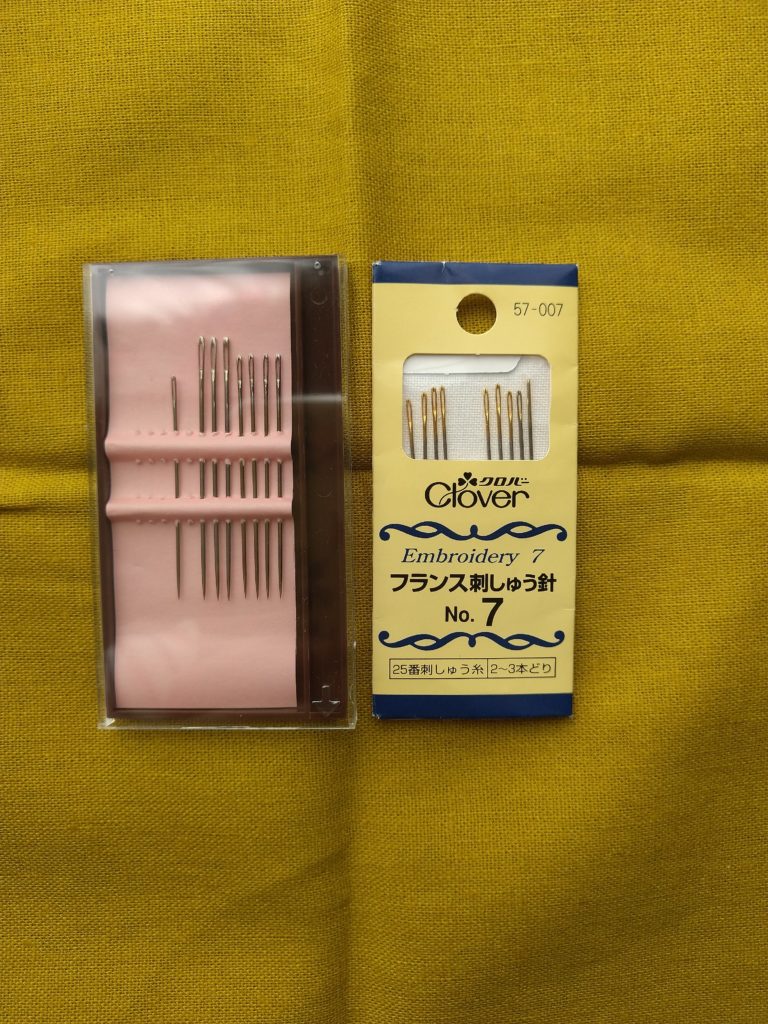 57-007
クロバー
Clover
Embroidery 7
フランス刺しゅう針
No. 7
25番刺しゅう糸 2〜3本どり